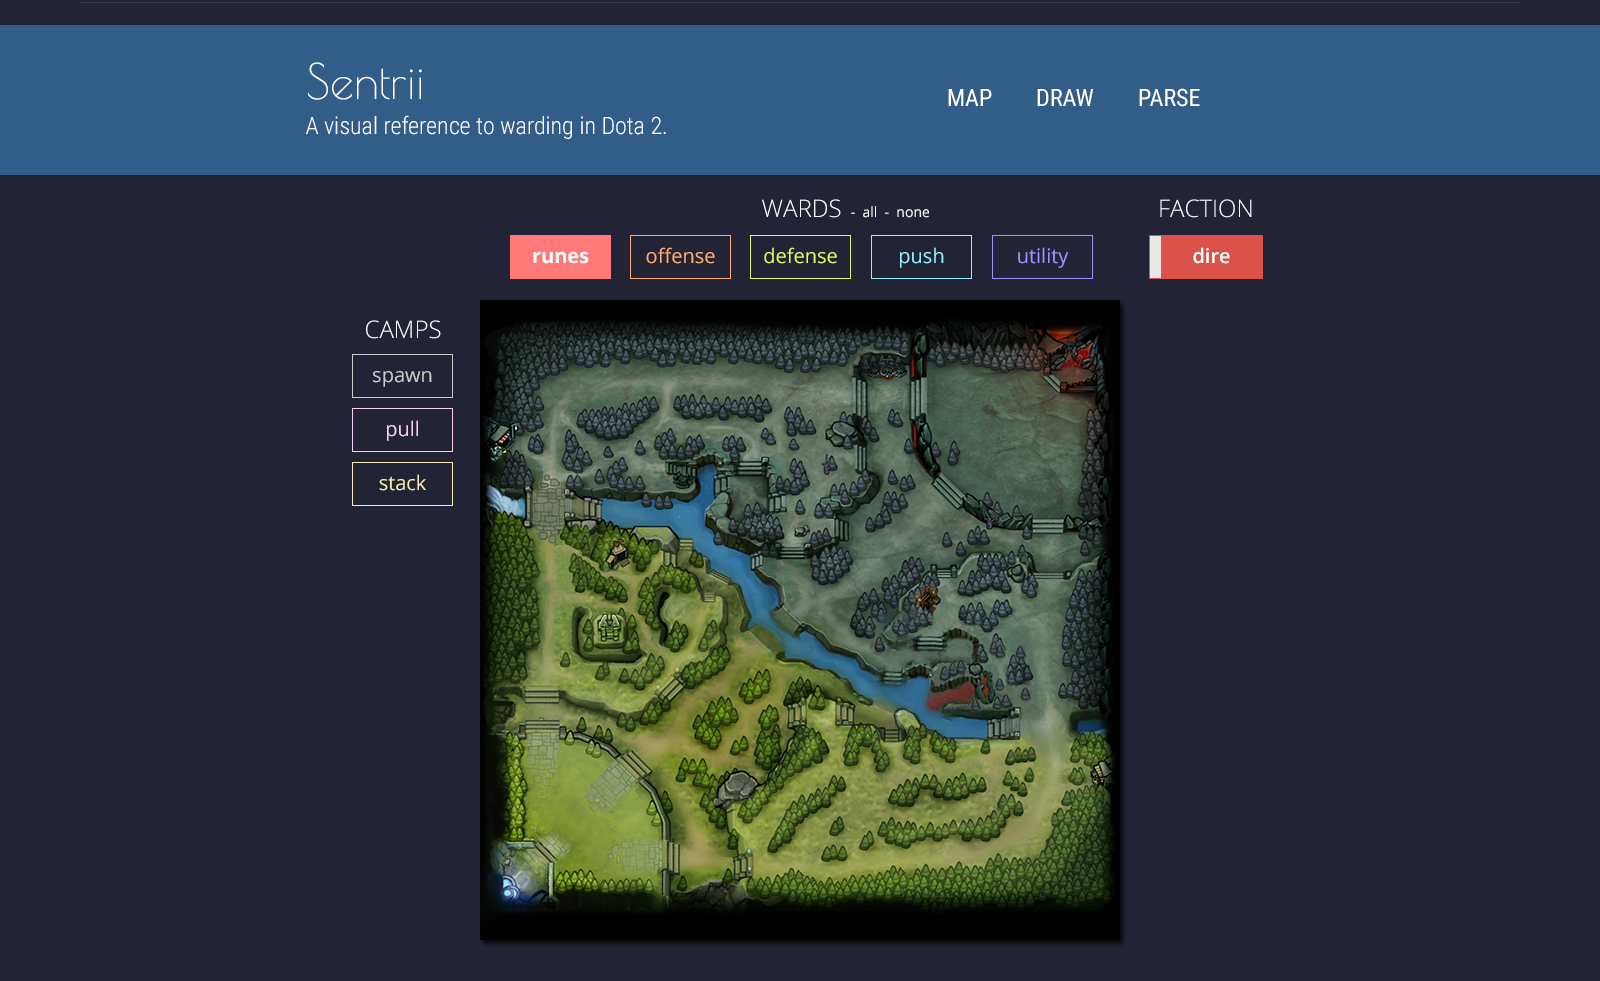 Sentrii
A visual reference to warding in Dota 2.
MAP DRAW PARSE
WARDS - all - none
FACTION
runes offense defense push utility
dire
CAMPS
spawn
pull
stack